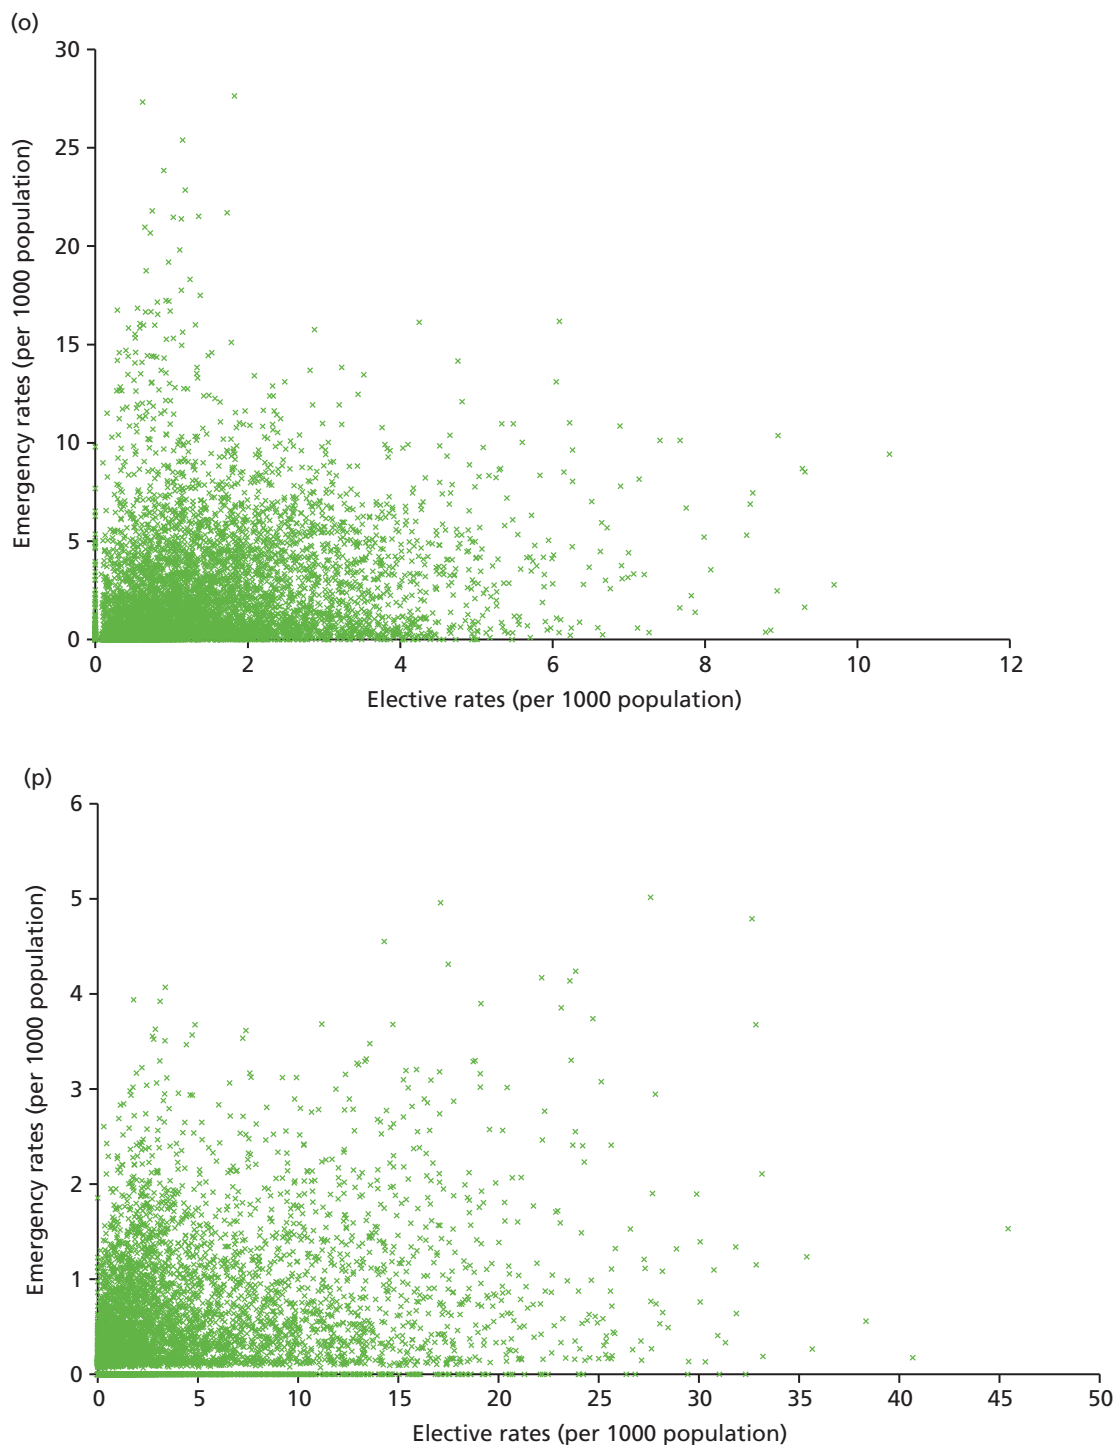 (o)
30
25
20
15
10
5
0
Emergency rates (per 1000 population)
0 2 4 6 8 10 12
Elective rates (per 1000 population)
(p)
6
5
4
3
2
1
0
Emergency rates (per 1000 population)
0 5 10 15 20 25 30 35 40 45 50
Elective rates (per 1000 population)